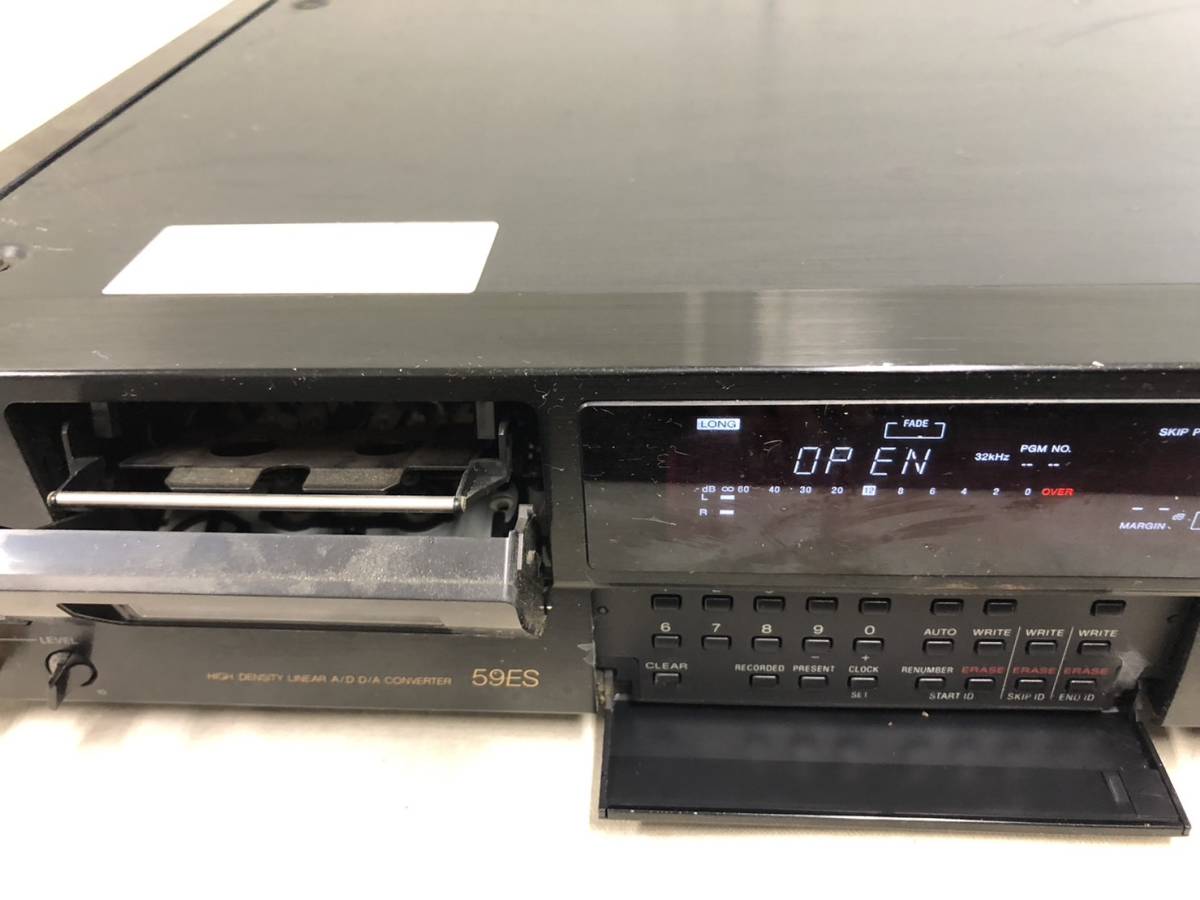 LONG
FADE
SKIP P
OPEN
32kHz
PGM NO.
-- --
- dB ∞ 60 40 30 20 12 8 6 4 2 0 OVER
L
R
-- --
dB
MARGIN
6 7 8 9 0
AUTO WRITE WRITE WRITE
- +
CLEAR
RECORDED PRESENT CLOCK
RENUMBER ERASE ERASE ERASE
SET
START ID SKIP ID END ID
LEVEL
HIGH DENSITY LINEAR A/D D/A CONVERTER 59ES